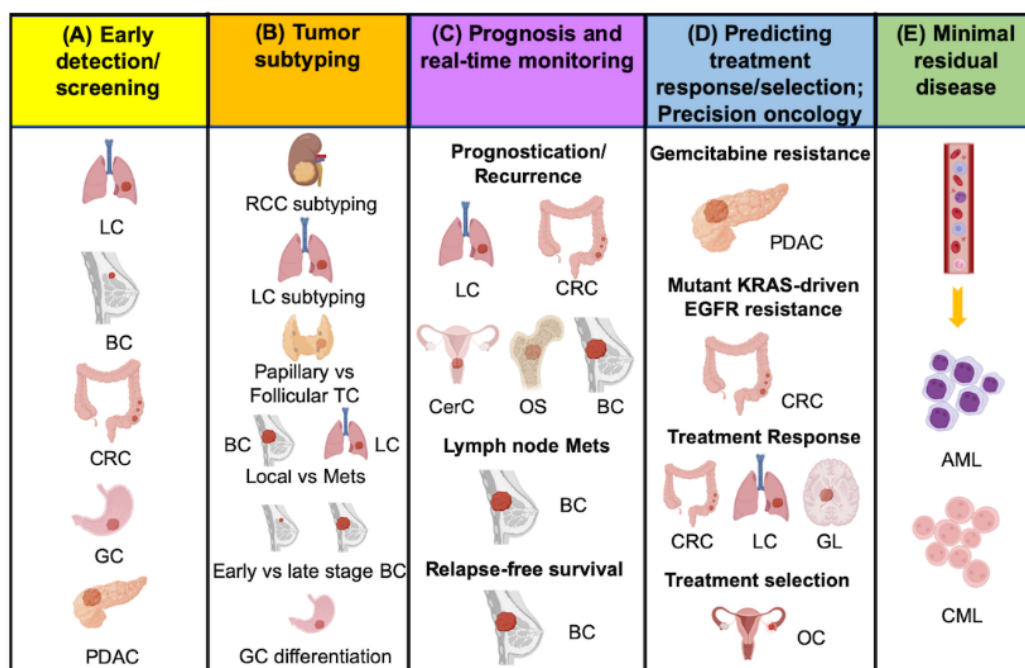 (A) Early
detection/
screening
LC
BC
CRC
GC
PDAC
(B) Tumor
subtyping
RCC subtyping
LC subtyping
Papillary vs
Follicular TC
BC
LC
Local vs Mets
Early vs late stage BC
GC differentiation
(C) Prognosis and
real-time monitoring
Prognostication/
Recurrence
LC
CRC
CerC
OS
BC
Lymph node Mets
BC
Relapse-free survival
BC
(D) Predicting
treatment
response/selection;
Precision oncology
Gemcitabine resistance
PDAC
Mutant KRAS-driven
EGFR resistance
CRC
Treatment Response
CRC
LC
GL
Treatment selection
OC
(E) Minimal
residual
disease
AML
CML